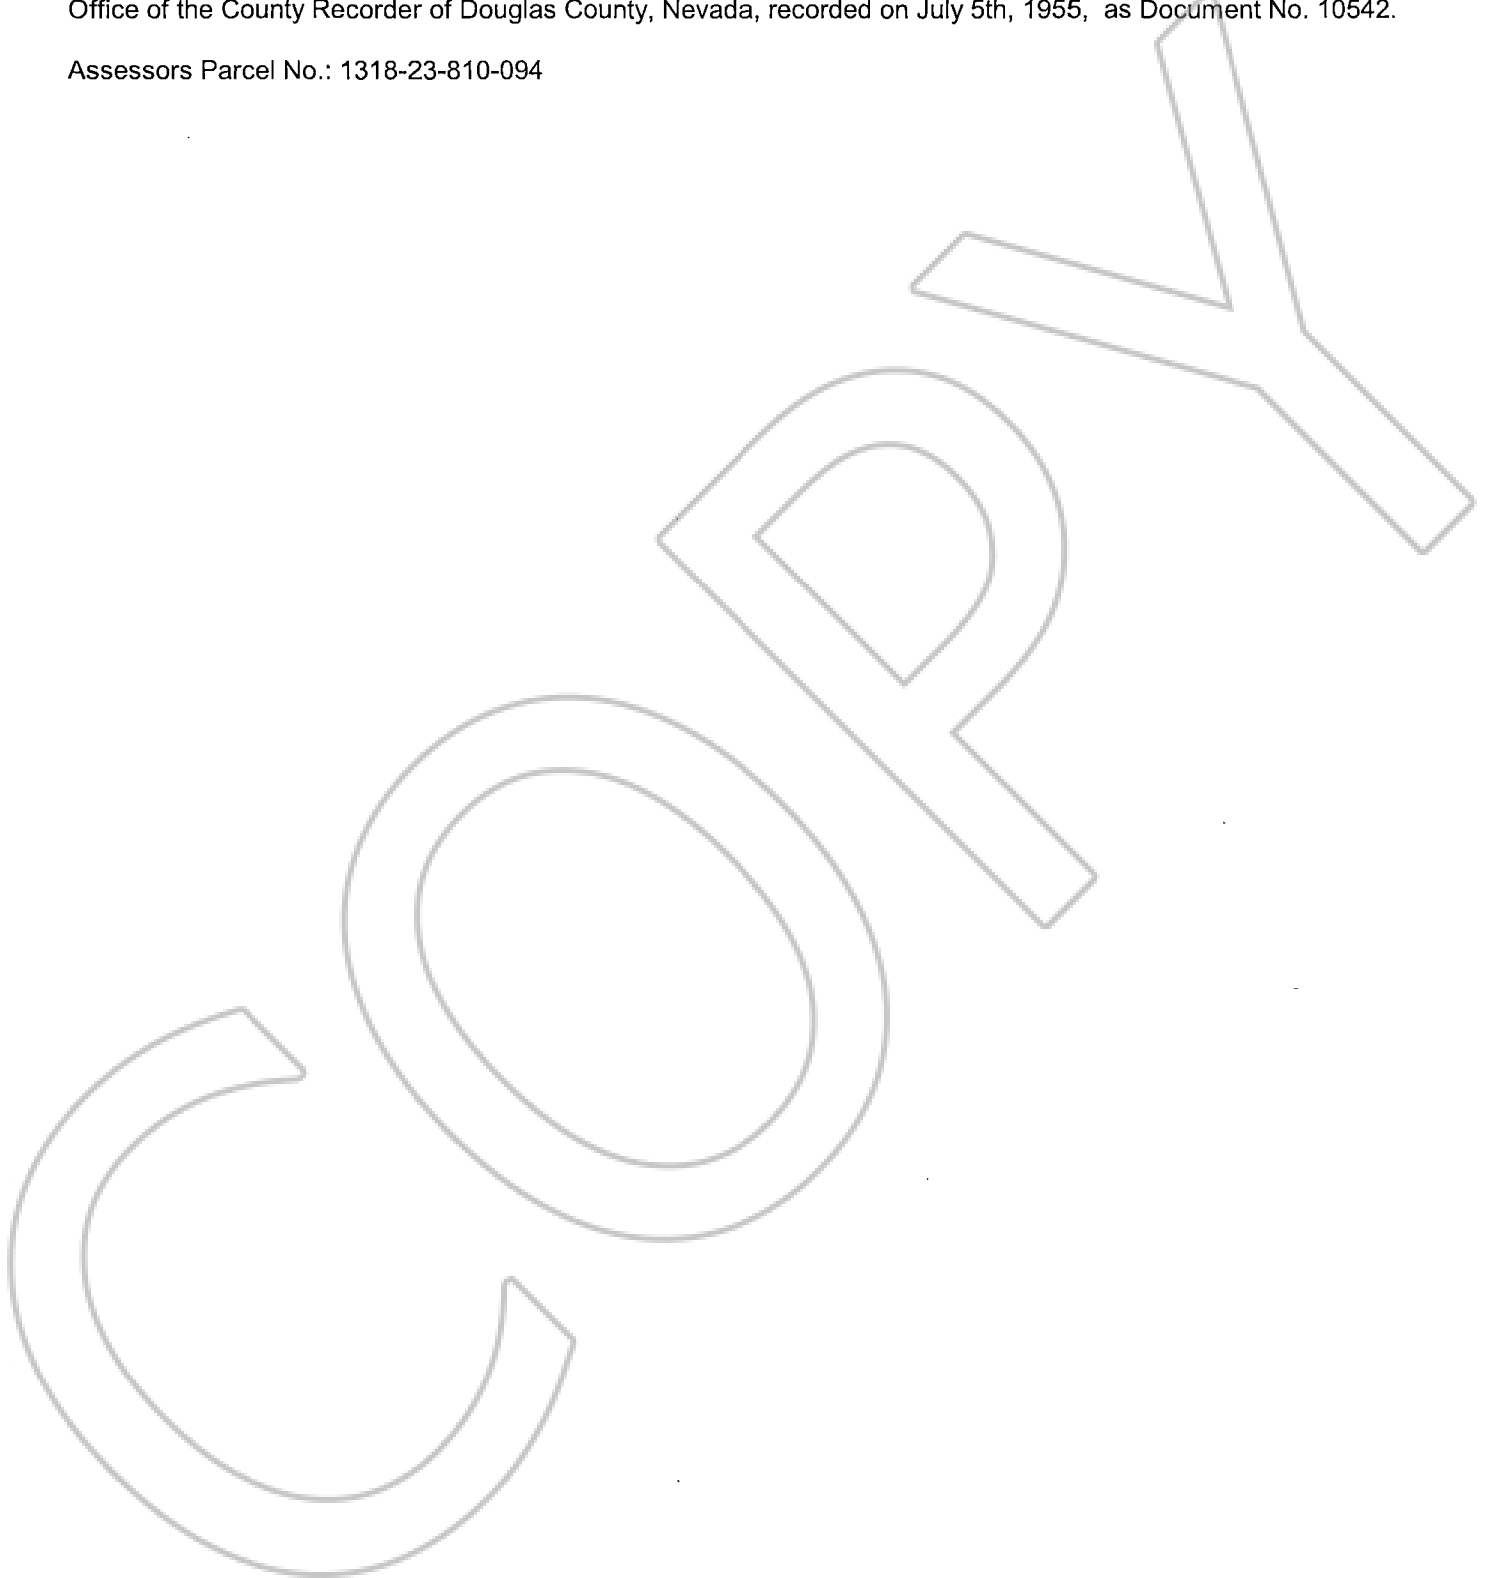 Office of the County Recorder of Douglas County, Nevada, recorded on July 5th, 1955, as Document No. 10542.
Assessors Parcel No.: 1318-23-810-094
COPY